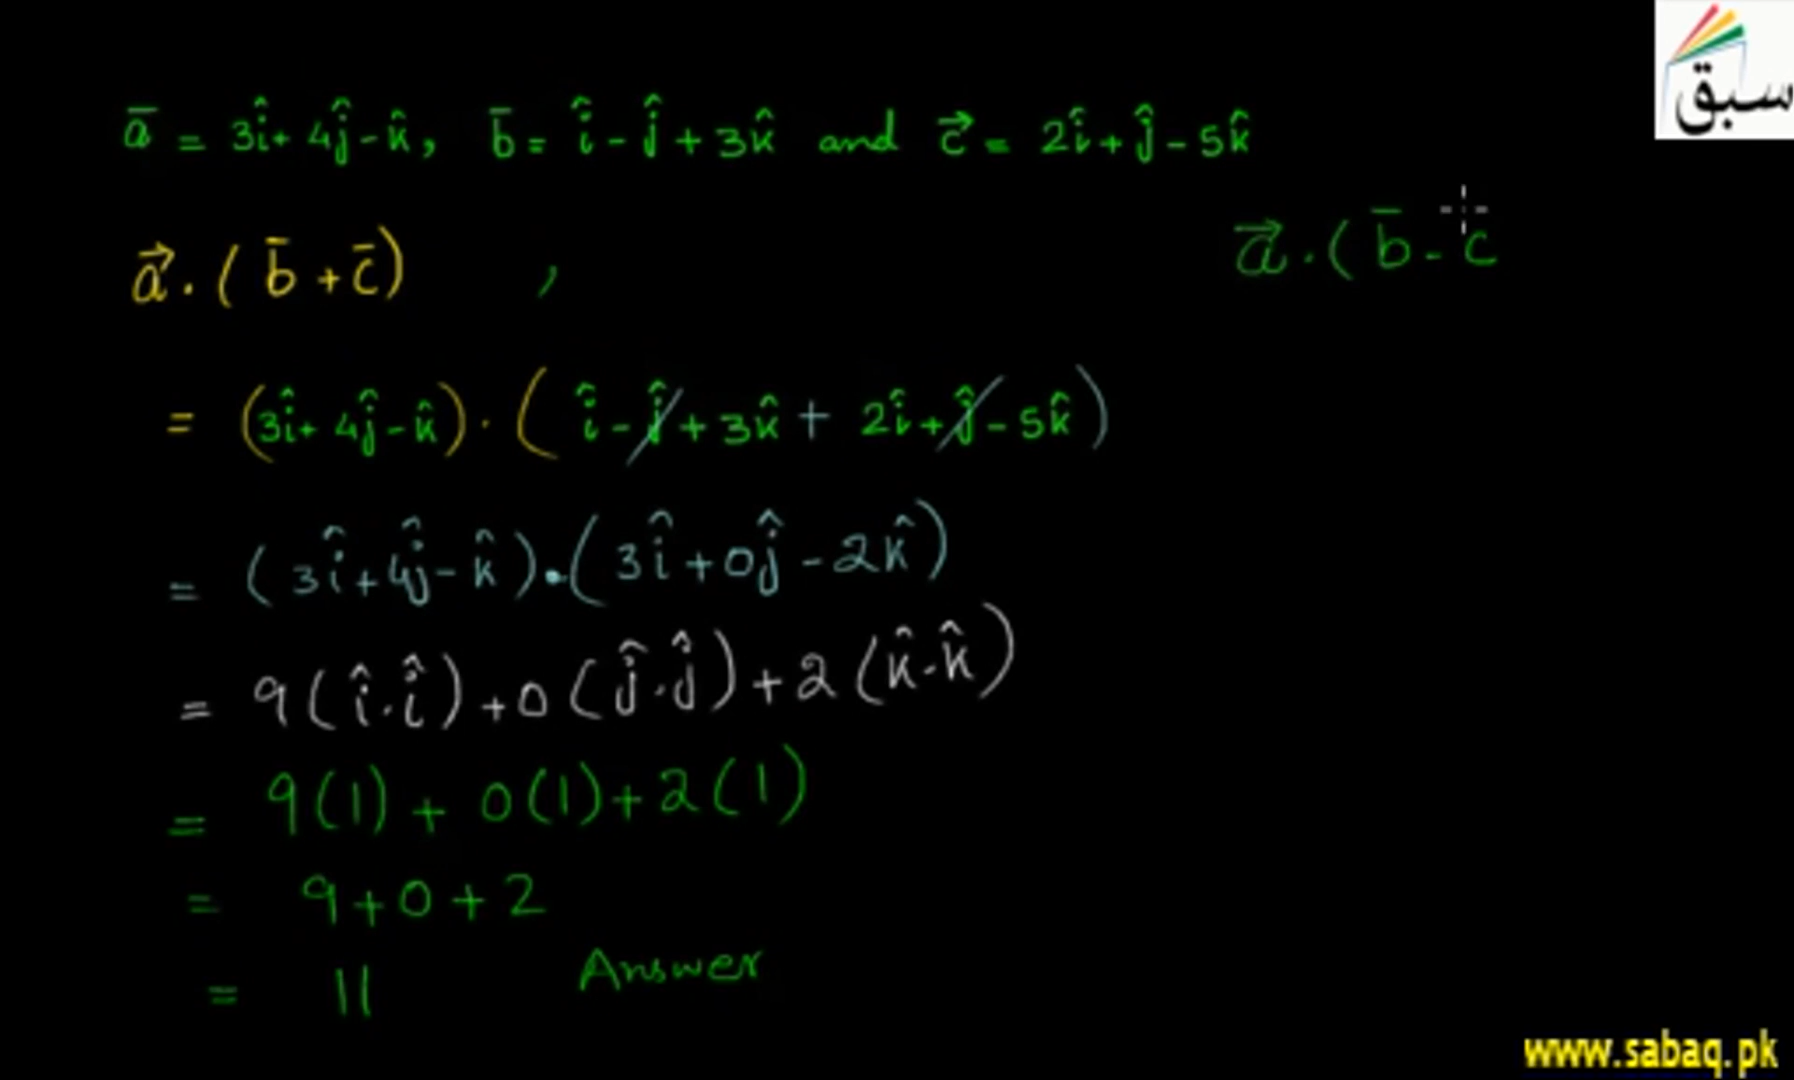 سبق
a̅ = 3î + 4ĵ - k̂, b̅ = î - ĵ + 3k̂ and c⃗ = 2î + ĵ - 5k̂
a⃗ . ( b̅ + c̅ ) , a⃗ . ( b̅ - c
= (3î + 4ĵ - k̂) . ( î - ĵ + 3k̂ + 2î + ĵ - 5k̂ )
= ( 3î + 4ĵ - k̂ ) . ( 3î + 0ĵ - 2k̂ )
= 9 ( î . î ) + 0 ( ĵ . ĵ ) + 2 ( k̂ . k̂ )
= 9 (1) + 0 (1) + 2 (1)
= 9 + 0 + 2
= 11 Answer
www.sabaq.pk